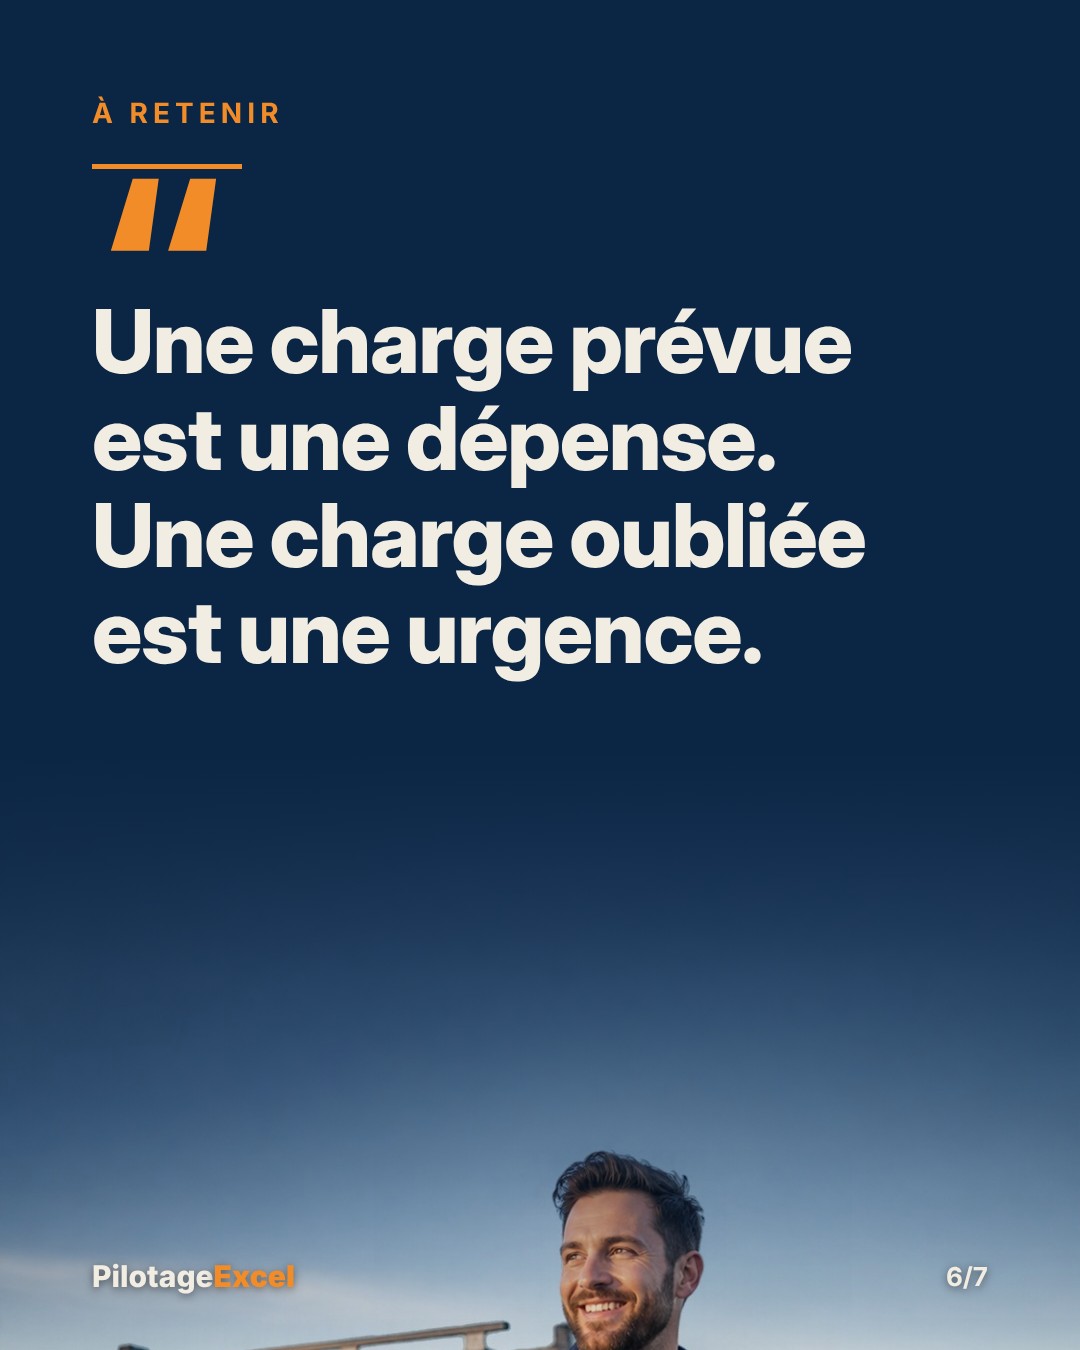 À RETENIR
"
Une charge prévue
est une dépense.
Une charge oubliée
est une urgence.
PilotageExcel
6/7